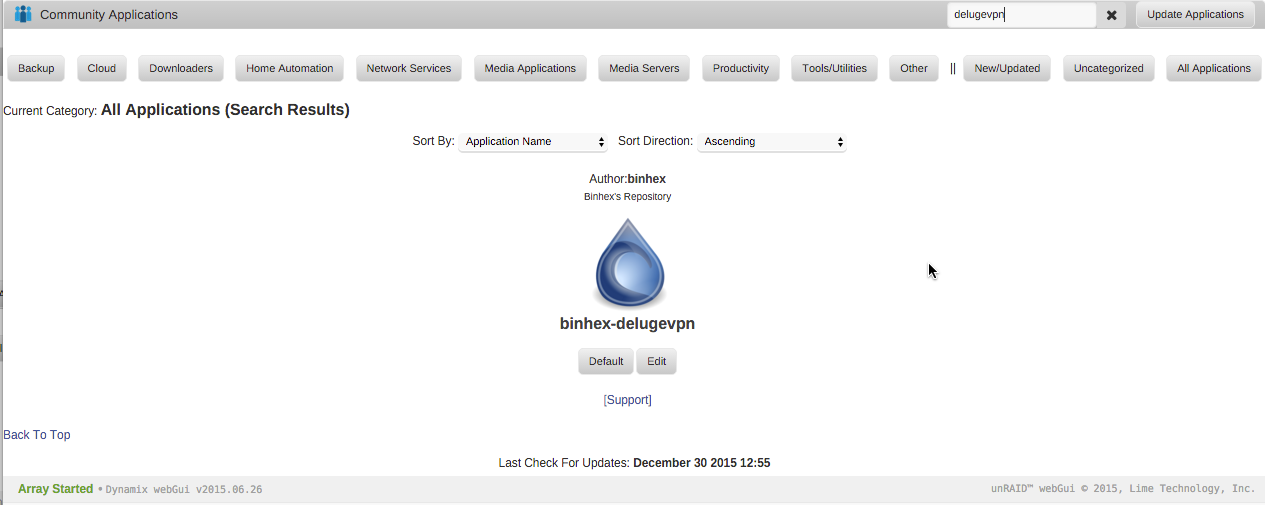 Community Applications delugevpn Update Applications
Backup Cloud Downloaders Home Automation Network Services Media Applications Media Servers Productivity Tools/Utilities Other || New/Updated Uncategorized All Applications
Current Category: All Applications (Search Results)
Sort By: Application Name Sort Direction: Ascending
Author:binhex
Binhex's Repository
binhex-delugevpn
Default Edit
[Support]
Back To Top
Last Check For Updates: December 30 2015 12:55
Array Started • Dynamix webGui v2015.06.26 unRAID™ webGui © 2015, Lime Technology, Inc.